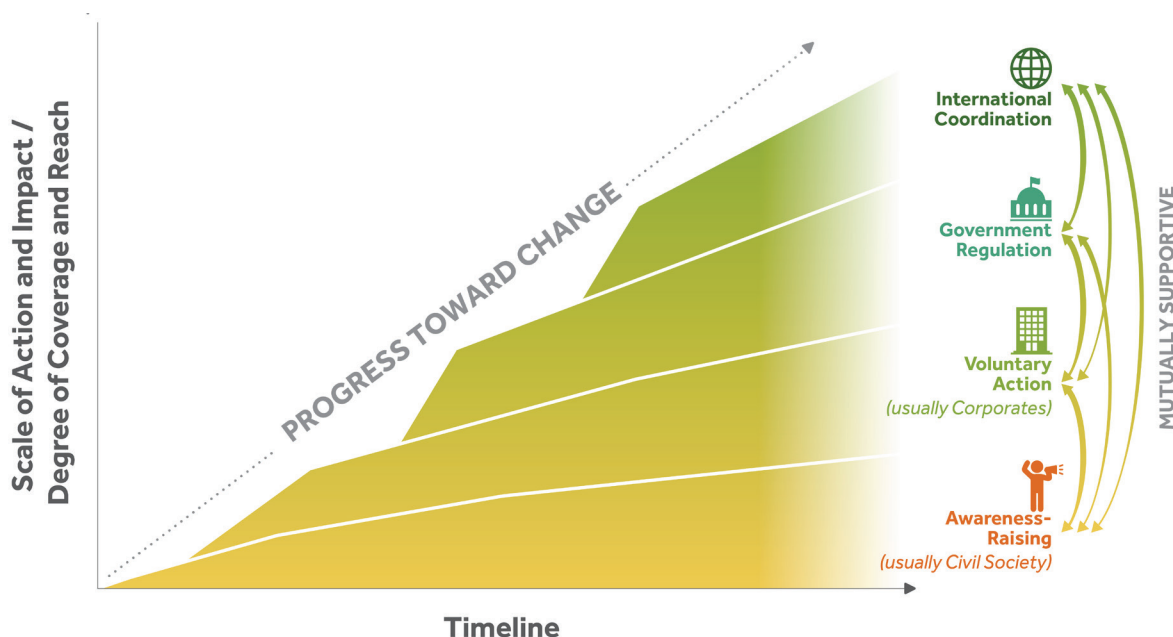 Scale of Action and Impact /
Degree of Coverage and Reach
PROGRESS TOWARD CHANGE
International
Coordination
Government
Regulation
Voluntary
Action
(usually Corporates)
Awareness-
Raising
(usually Civil Society)
MUTUALLY SUPPORTIVE
Timeline